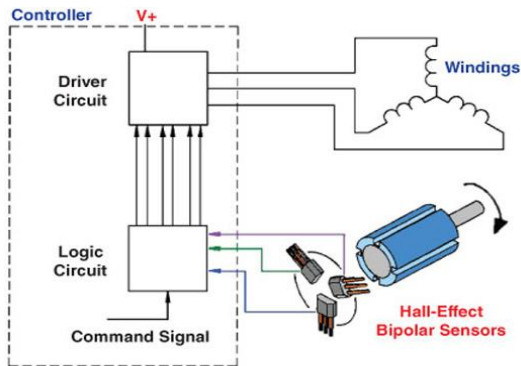 Controller
V+
Driver
Circuit
Windings
Logic
Circuit
Command Signal
Hall-Effect
Bipolar Sensors